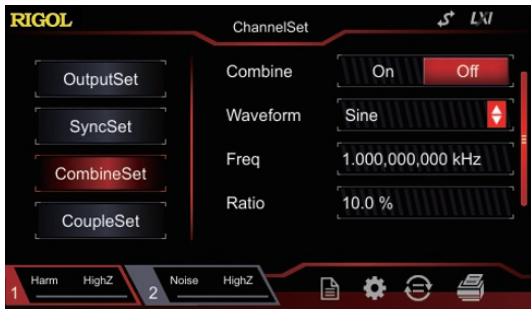 RIGOL
ChannelSet
LXI
OutputSet
SyncSet
CombineSet
CoupleSet
Combine
On
Off
Waveform
Sine
Freq
1.000,000,000 kHz
Ratio
10.0 %
1
Harm
HighZ
2
Noise
HighZ